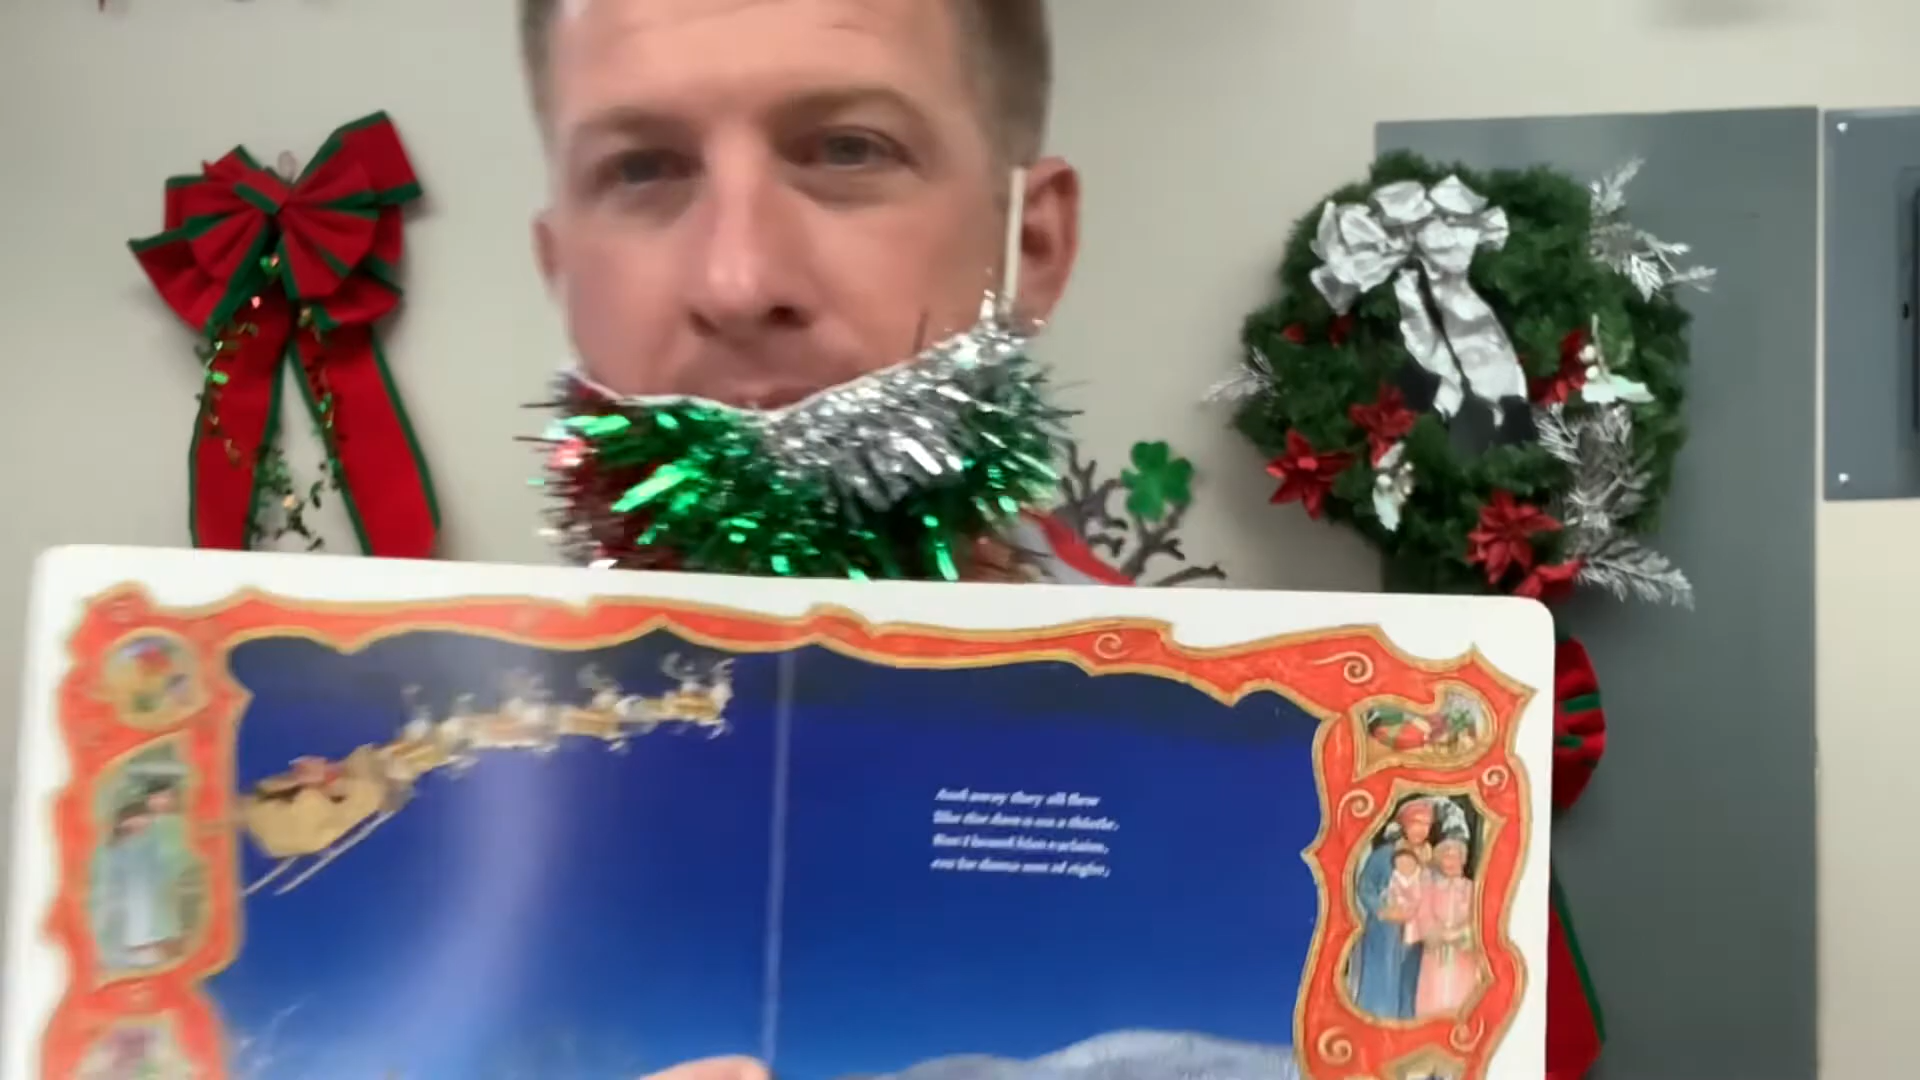 And away they all flew
like the down on a thistle.
But I heard him exclaim,
ere he drove out of sight,